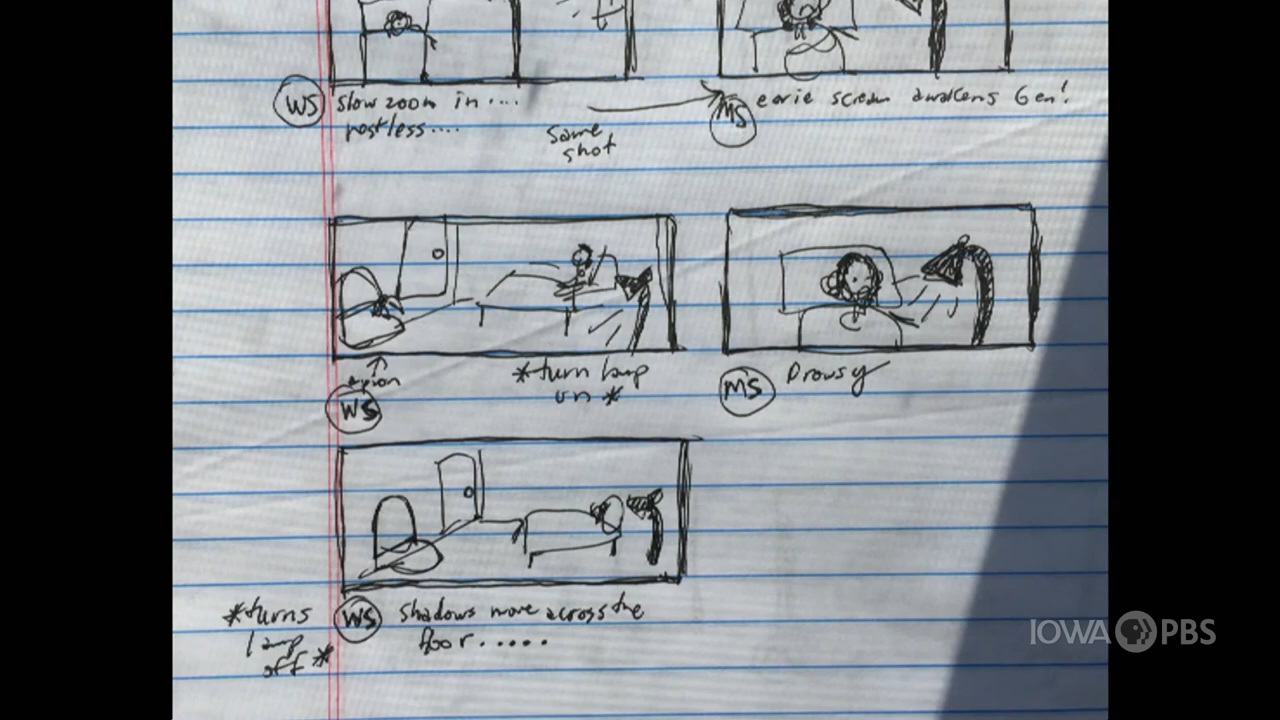 WS slow zoom in....
restless....
same
shot
MS eerie scream awakens Gen!
WS
*turn lamp
on*
MS Drowsy
*turns
lamp
off*
WS shadows move across the
floor.....
IOWA PBS